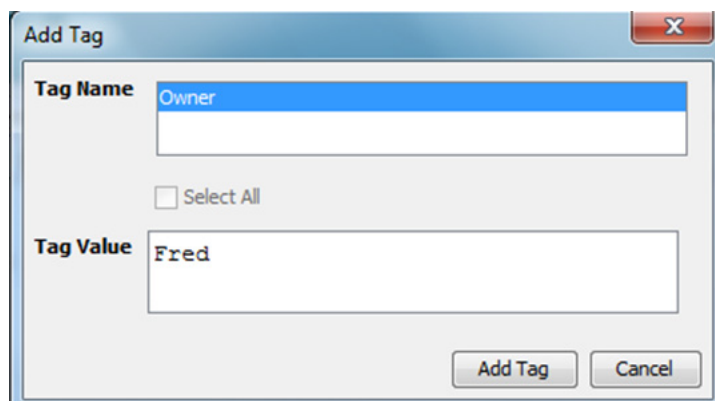 Add Tag
Tag Name
Owner
Select All
Tag Value
Fred
Add Tag Cancel